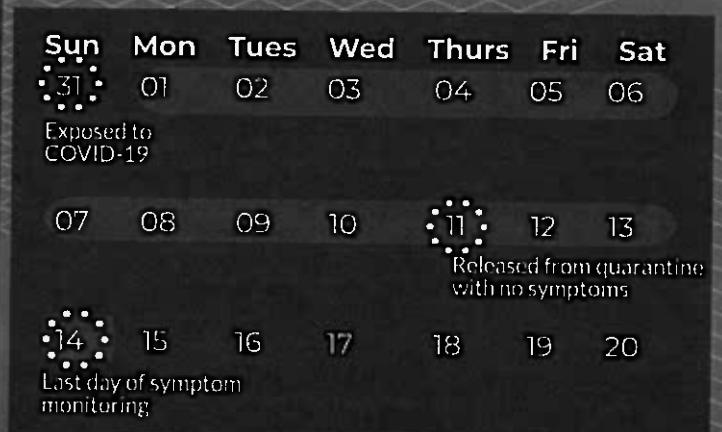 Sun Mon Tues Wed Thurs Fri Sat
31 01 02 03 04 05 06
Exposed to
COVID-19
07 08 09 10 11 12 13
Released from quarantine
with no symptoms
14 15 16 17 18 19 20
Last day of symptom
monitoring